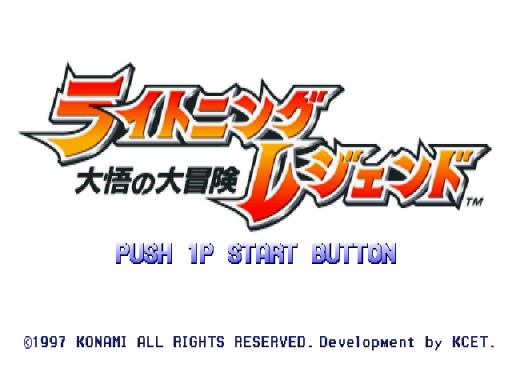 ライトニング
大悟の大冒険 レジェンド™
PUSH 1P START BUTTON
©1997 KONAMI ALL RIGHTS RESERVED. Development by KCET.